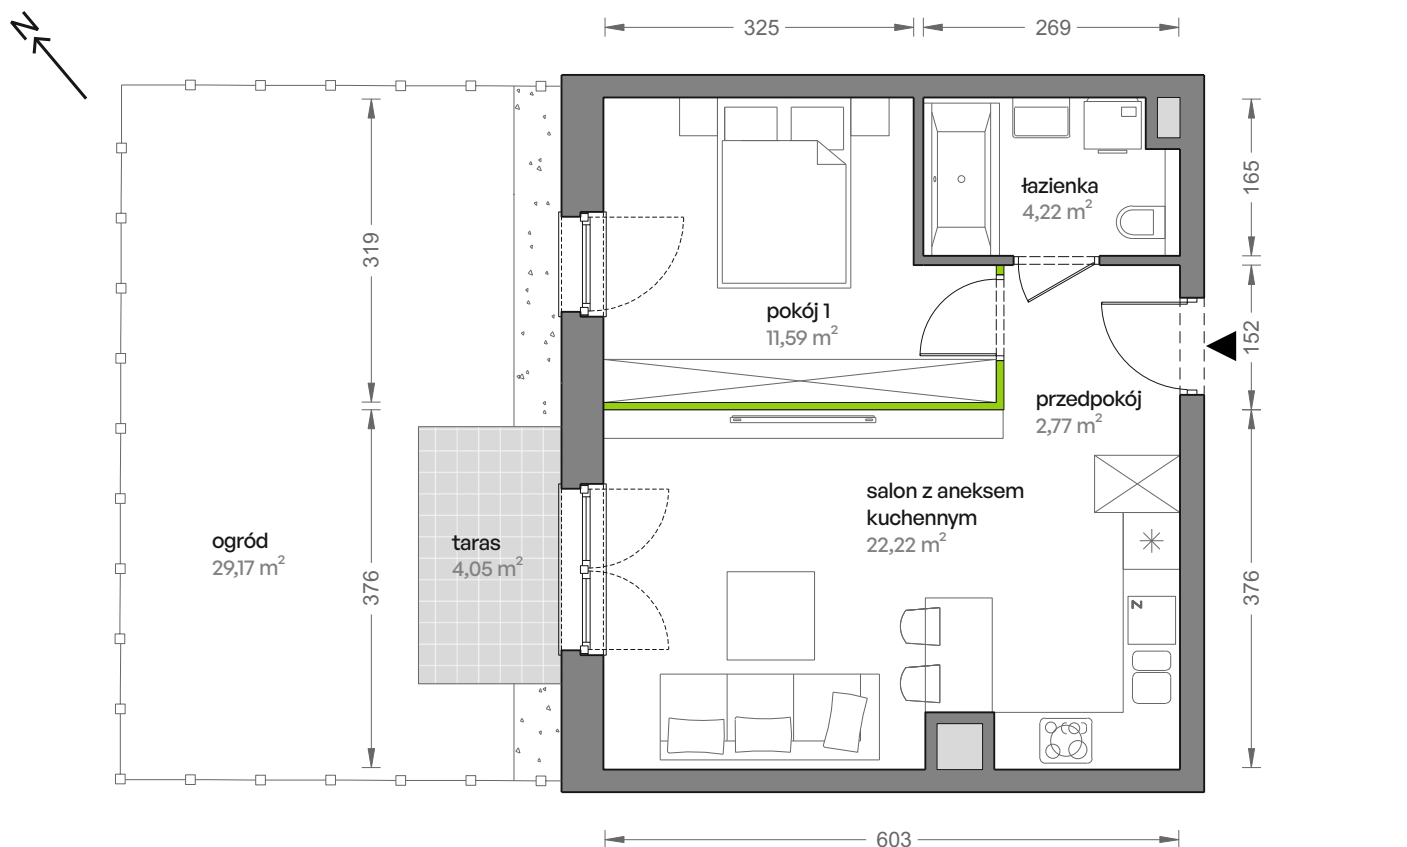 N
325
269
łazienka
4,22 m²
165
319
pokój 1
11,59 m²
152
przedpokój
2,77 m²
salon z aneksem
kuchennym
22,22 m²
ogród
29,17 m²
taras
4,05 m²
376
376
Z
603